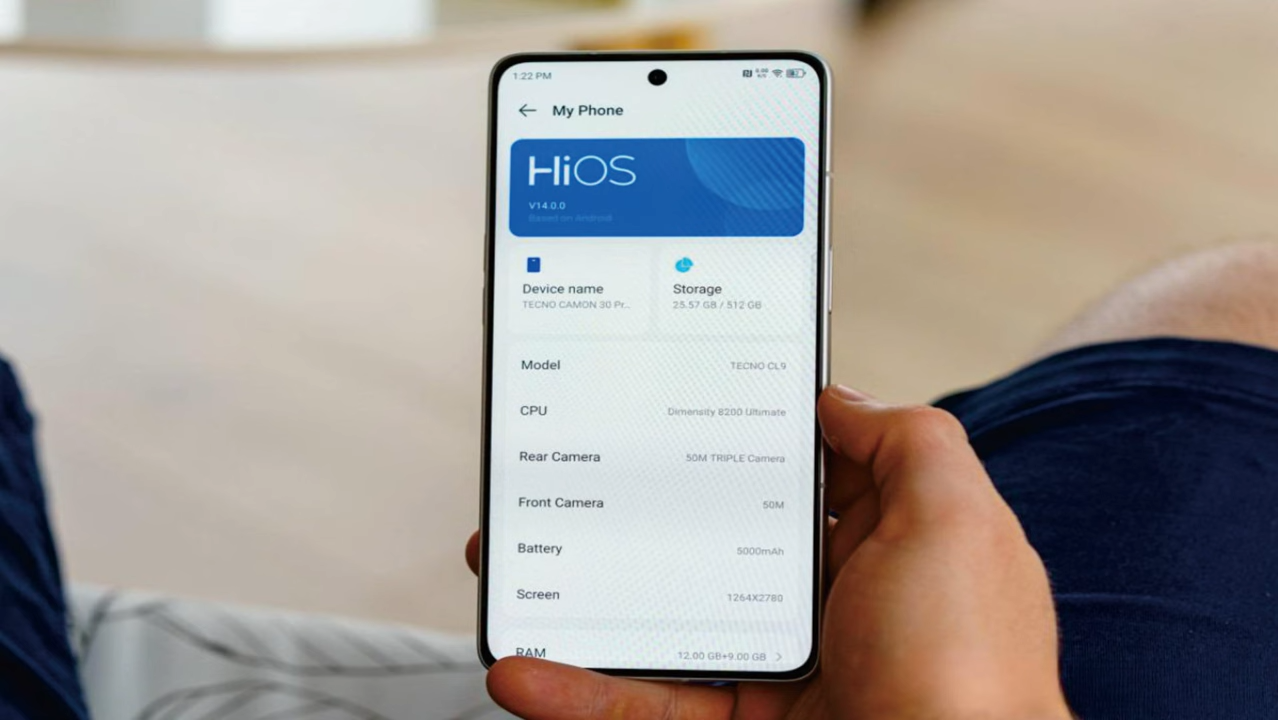 1:22 PM
My Phone
HiOS
V14.0.0
Based on Android
Device name
TECNO CAMON 30 Pr...
Storage
25.57 GB / 512 GB
Model TECNO CL9
CPU Dimensity 8200 Ultimate
Rear Camera 50M TRIPLE Camera
Front Camera 50M
Battery 5000mAh
Screen 1264X2780
RAM 12.00 GB+9.00 GB